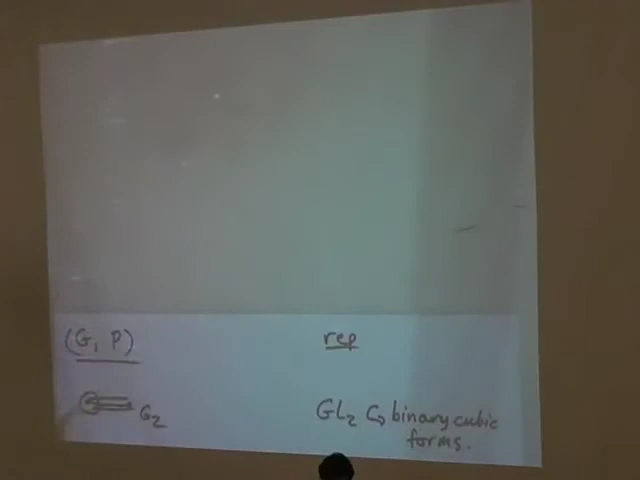 (G, P) rep
G₂ GL₂ ↻ binary cubic
forms.